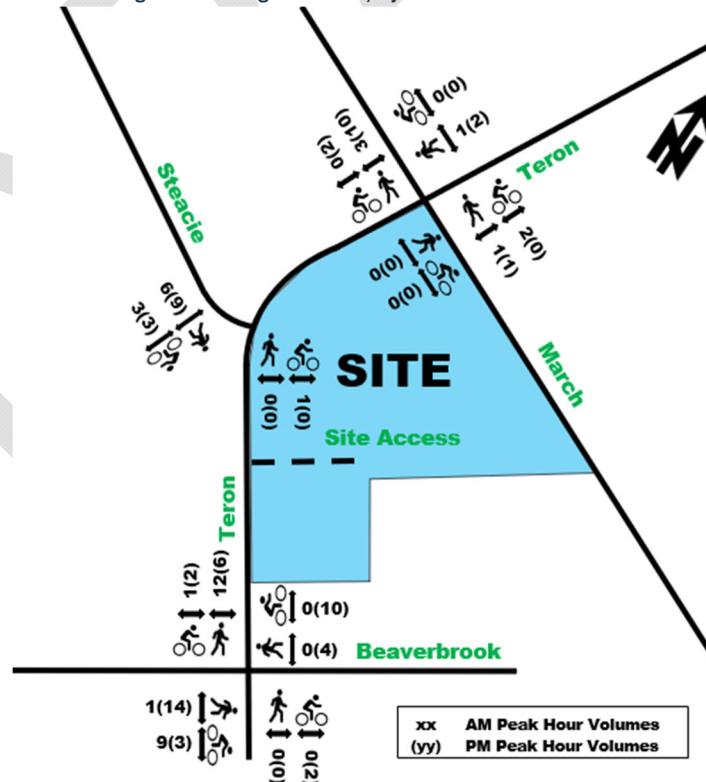 0(0)
1(2)
3(10)
0(2)
Teron
N
Steacie
2(0)
1(1)
0(0)
0(0)
6(9)
3(3)
SITE
March
0(0)
1(0)
Site Access
Teron
1(2)
12(6)
0(10)
0(4)
Beaverbrook
1(14)
9(3)
xx AM Peak Hour Volumes
(yy) PM Peak Hour Volumes